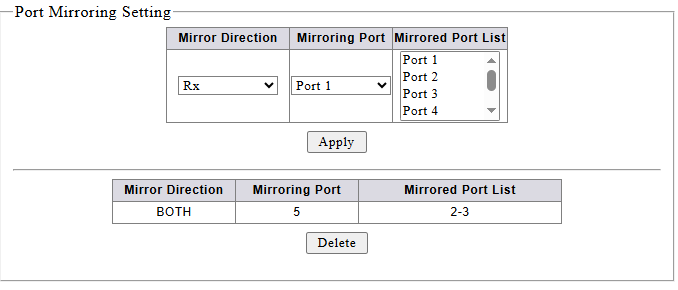 Port Mirroring Setting
Mirror Direction Mirroring Port Mirrored Port List
Rx Port 1 Port 1
Port 2
Port 3
Port 4
Apply
Mirror Direction Mirroring Port Mirrored Port List
BOTH 5 2-3
Delete